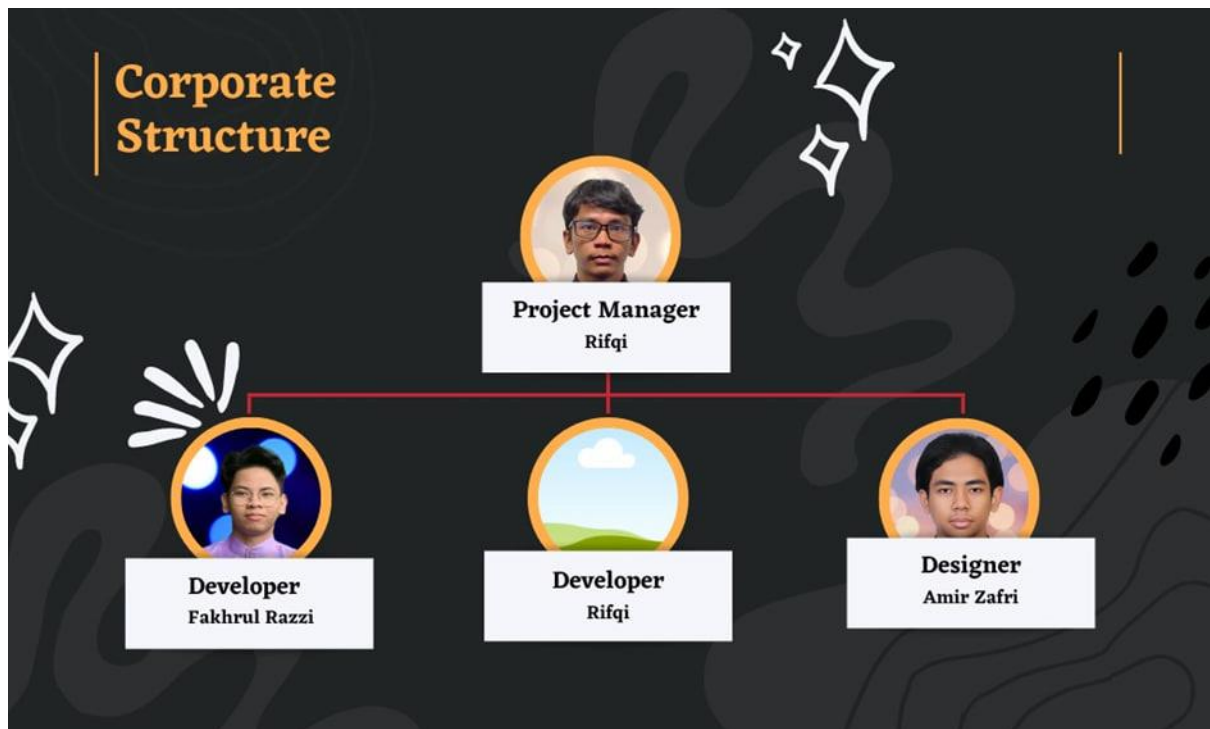 Corporate
Structure
Project Manager
Rifqi
Developer
Fakhrul Razzi
Developer
Rifqi
Designer
Amir Zafri